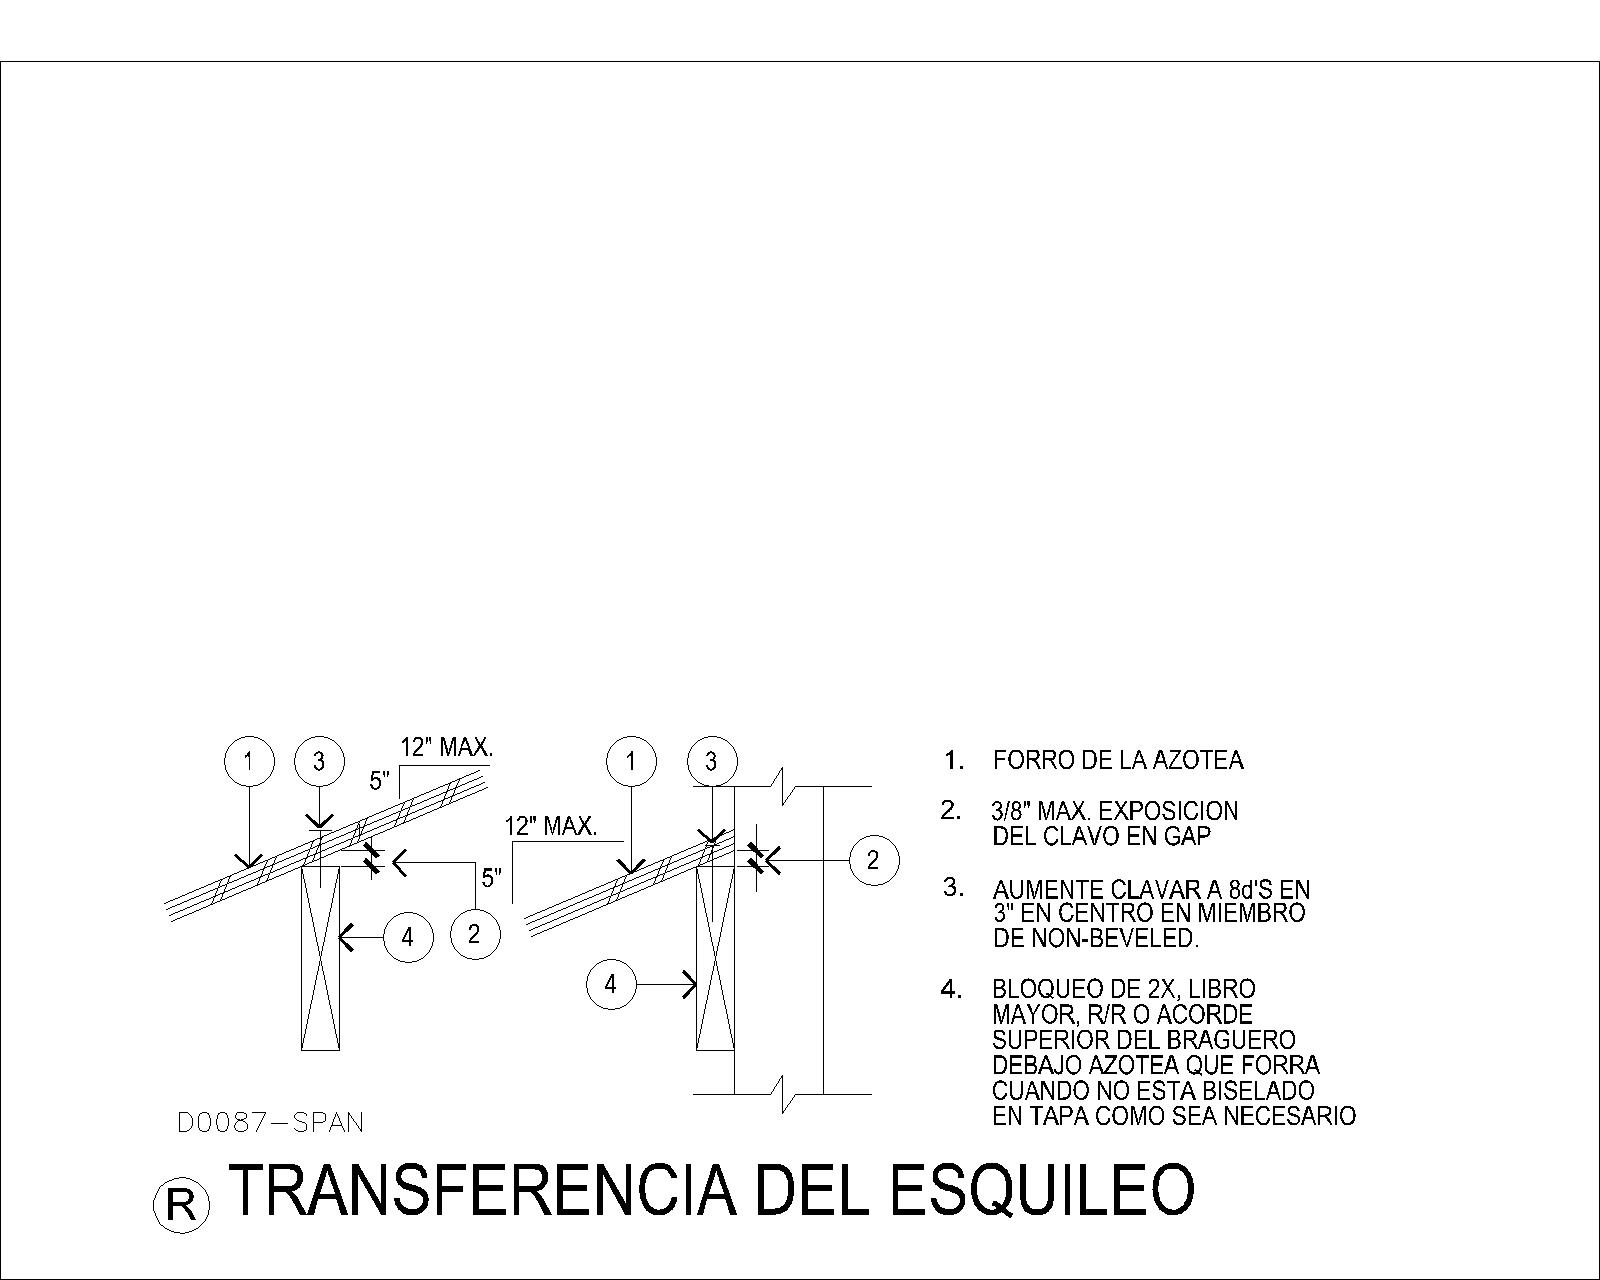 1
3
12" MAX.
5"
1
3
12" MAX.
5"
2
4
2
4
1. FORRO DE LA AZOTEA
2. 3/8" MAX. EXPOSICION
DEL CLAVO EN GAP
3. AUMENTE CLAVAR A 8d'S EN
3" EN CENTRO EN MIEMBRO
DE NON-BEVELED.
4. BLOQUEO DE 2X, LIBRO
MAYOR, R/R O ACORDE
SUPERIOR DEL BRAGUERO
DEBAJO AZOTEA QUE FORRA
CUANDO NO ESTA BISELADO
EN TAPA COMO SEA NECESARIO
D0087-SPAN
R TRANSFERENCIA DEL ESQUILEO